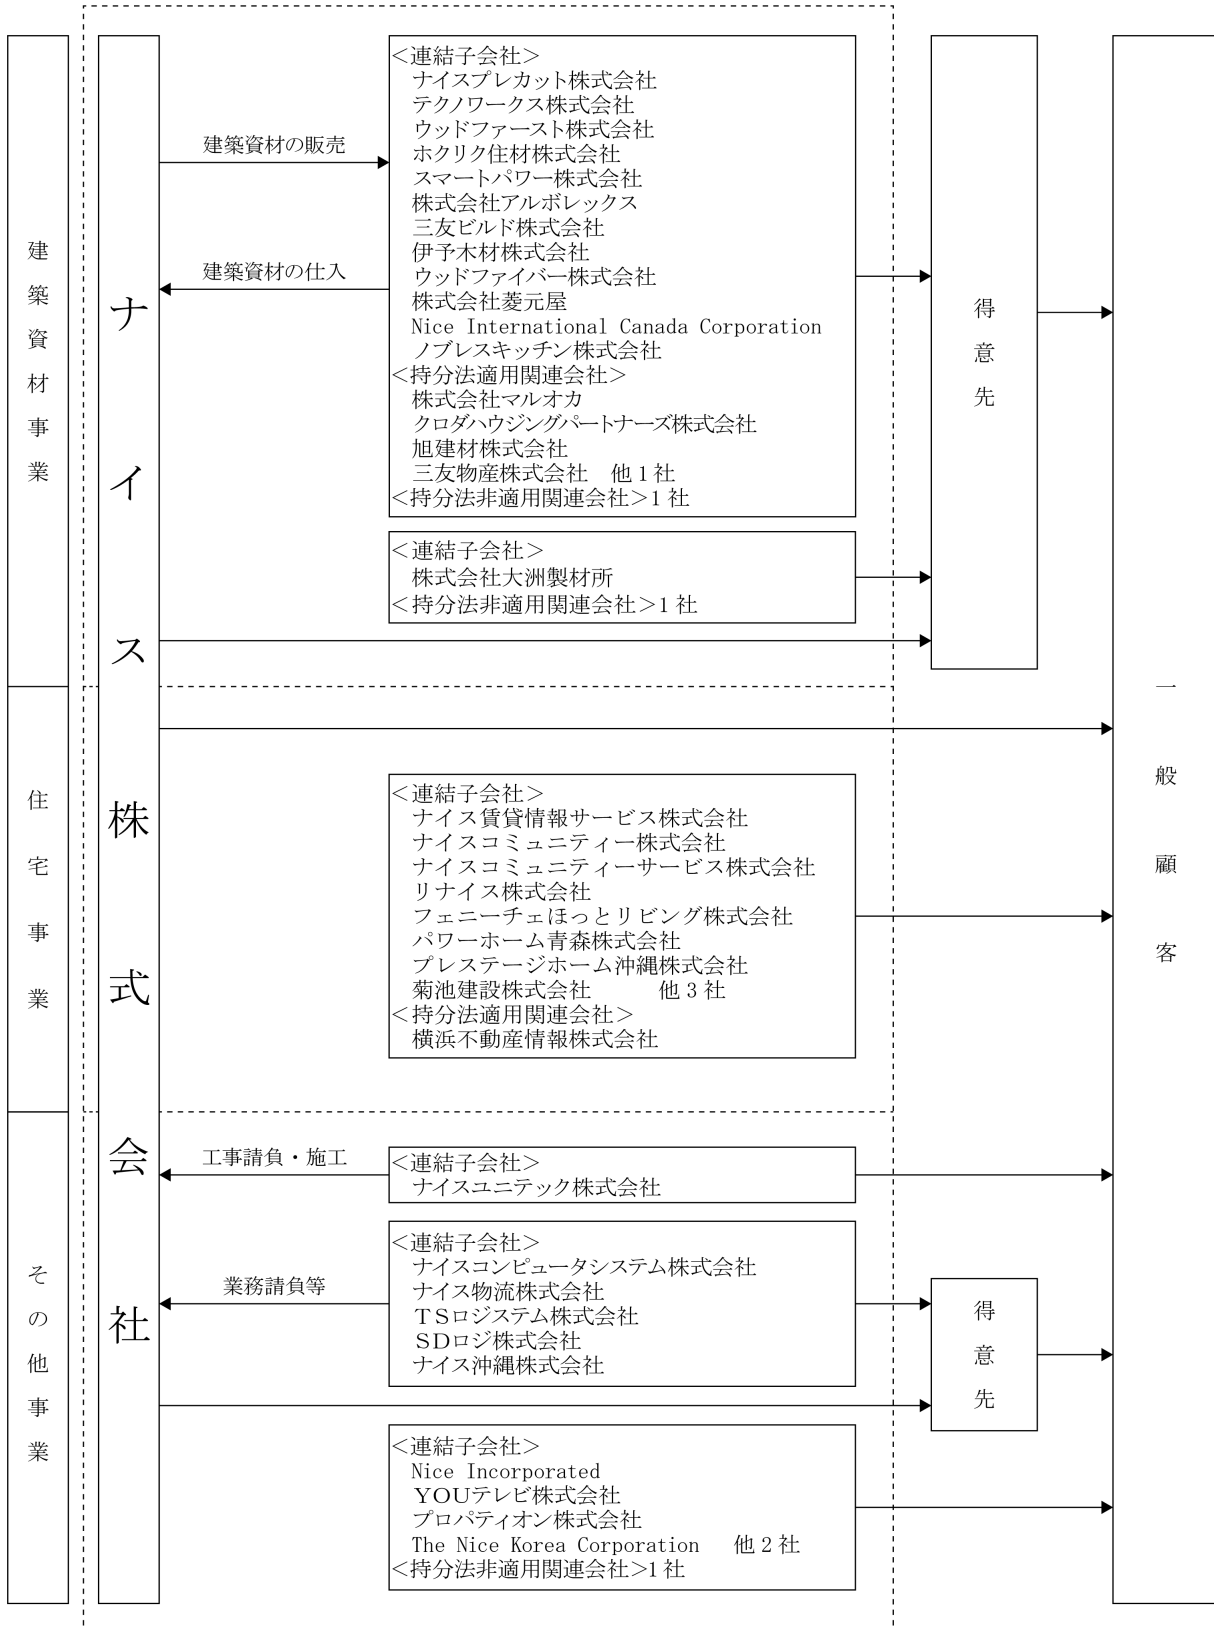 建築資材事業
住宅事業
その他事業
ナイス株式会社
建築資材の販売
建築資材の仕入
＜連結子会社＞
ナイスプレカット株式会社
テクノワークス株式会社
ウッドファースト株式会社
ホクリク住材株式会社
スマートパワー株式会社
株式会社アルボレックス
三友ビルド株式会社
伊予木材株式会社
ウッドファイバー株式会社
株式会社菱元屋
Nice International Canada Corporation
ノブレスキッチン株式会社
＜持分法適用関連会社＞
株式会社マルオカ
クロダハウジングパートナーズ株式会社
旭建材株式会社
三友物産株式会社　他１社
＜持分法非適用関連会社＞1 社
＜連結子会社＞
株式会社大洲製材所
＜持分法非適用関連会社＞1 社
得意先
＜連結子会社＞
ナイス賃貸情報サービス株式会社
ナイスコミュニティー株式会社
ナイスコミュニティーサービス株式会社
リナイス株式会社
フェニーチェほっとリビング株式会社
パワーホーム青森株式会社
プレステージホーム沖縄株式会社
菊池建設株式会社　　　他３社
＜持分法適用関連会社＞
横浜不動産情報株式会社
工事請負・施工
＜連結子会社＞
ナイスユニテック株式会社
業務請負等
＜連結子会社＞
ナイスコンピュータシステム株式会社
ナイス物流株式会社
ＴＳロジステム株式会社
ＳＤロジ株式会社
ナイス沖縄株式会社
得意先
＜連結子会社＞
Nice Incorporated
ＹＯＵテレビ株式会社
プロパティオン株式会社
The Nice Korea Corporation　他２社
＜持分法非適用関連会社＞1 社
一般顧客